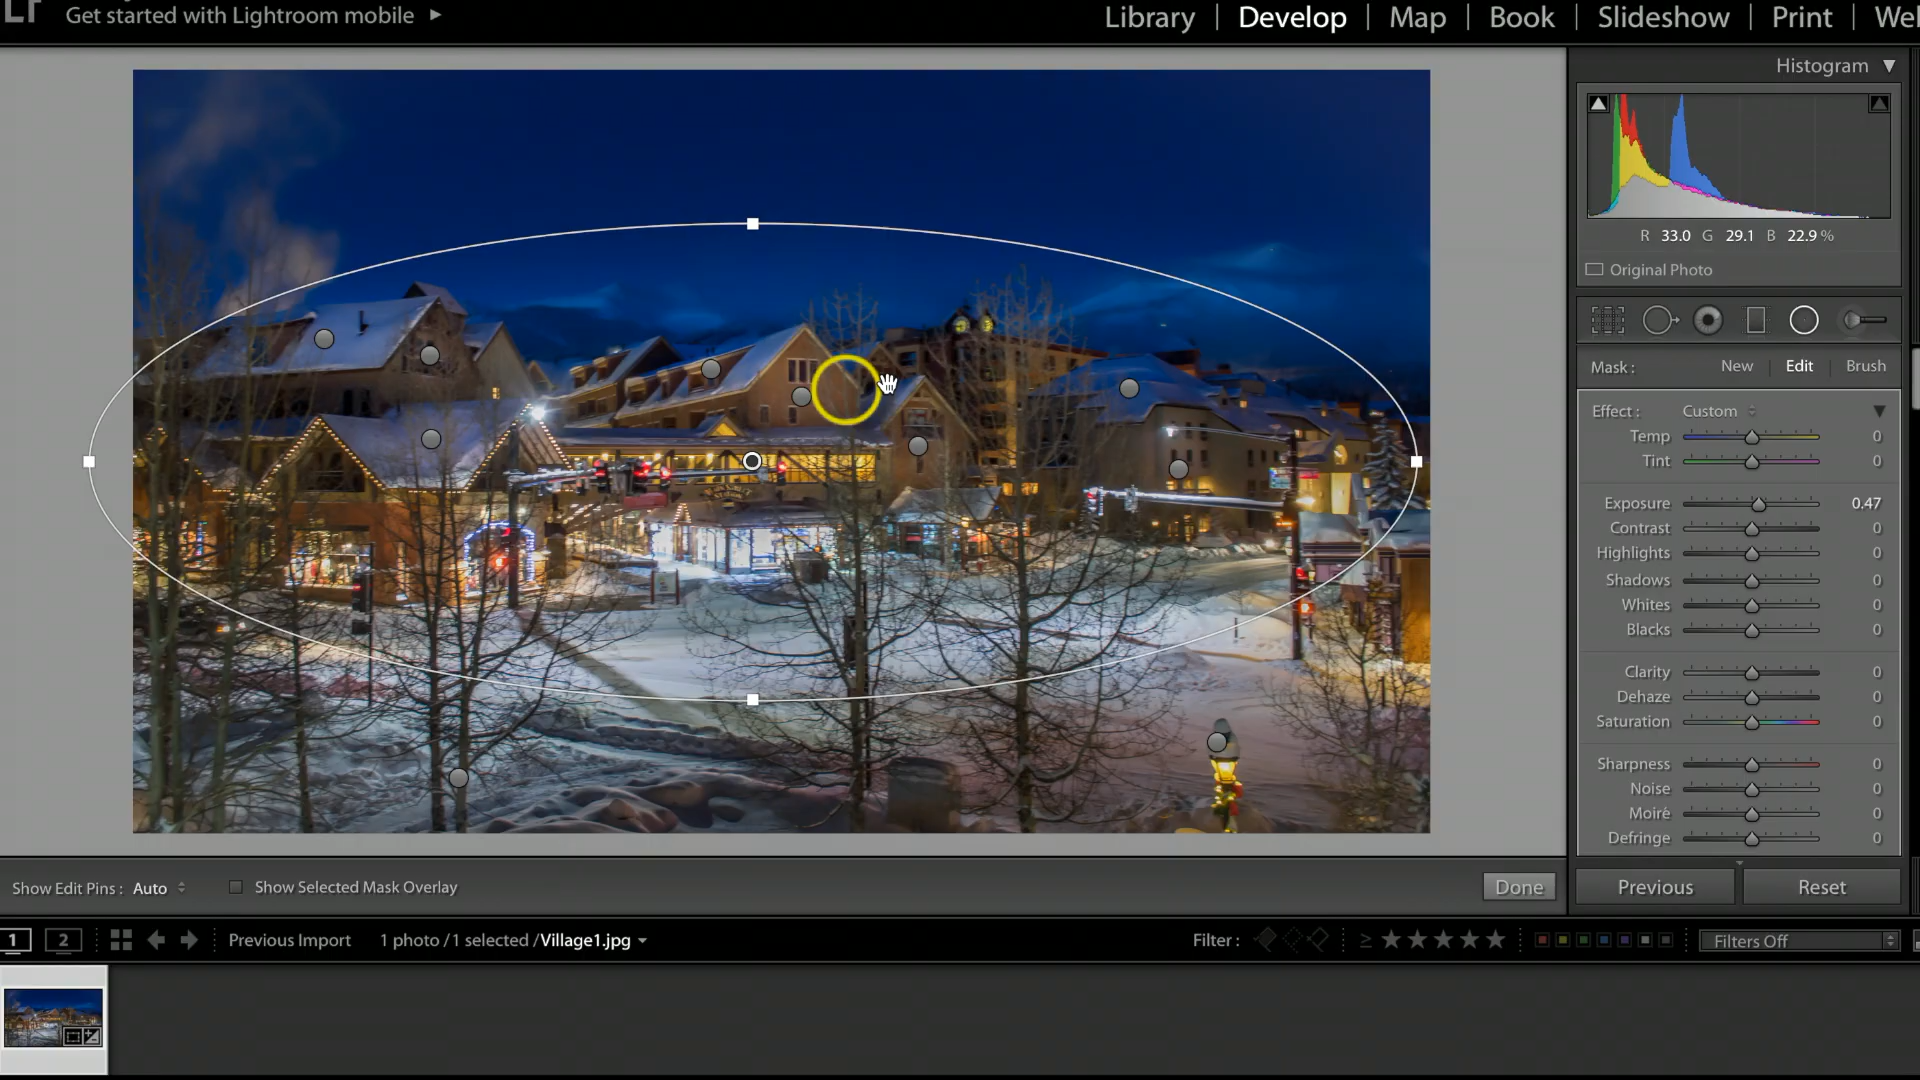 Lr
Get started with Lightroom mobile
Library | Develop | Map | Book | Slideshow | Print |
Histogram
R 33.0 G 29.1 B 22.9 %
Original Photo
Mask : New Edit Brush
Effect : Custom
Temp 0
Tint 0
Exposure 0.47
Contrast 0
Highlights 0
Shadows 0
Whites 0
Blacks 0
Clarity 0
Dehaze 0
Saturation 0
Sharpness 0
Noise 0
Moiré 0
Defringe 0
Show Edit Pins : Auto Show Selected Mask Overlay Done
Previous Reset
1 2 Previous Import 1 photo / 1 selected / Village1.jpg Filter : ≥ ★★★★★ Filters Off